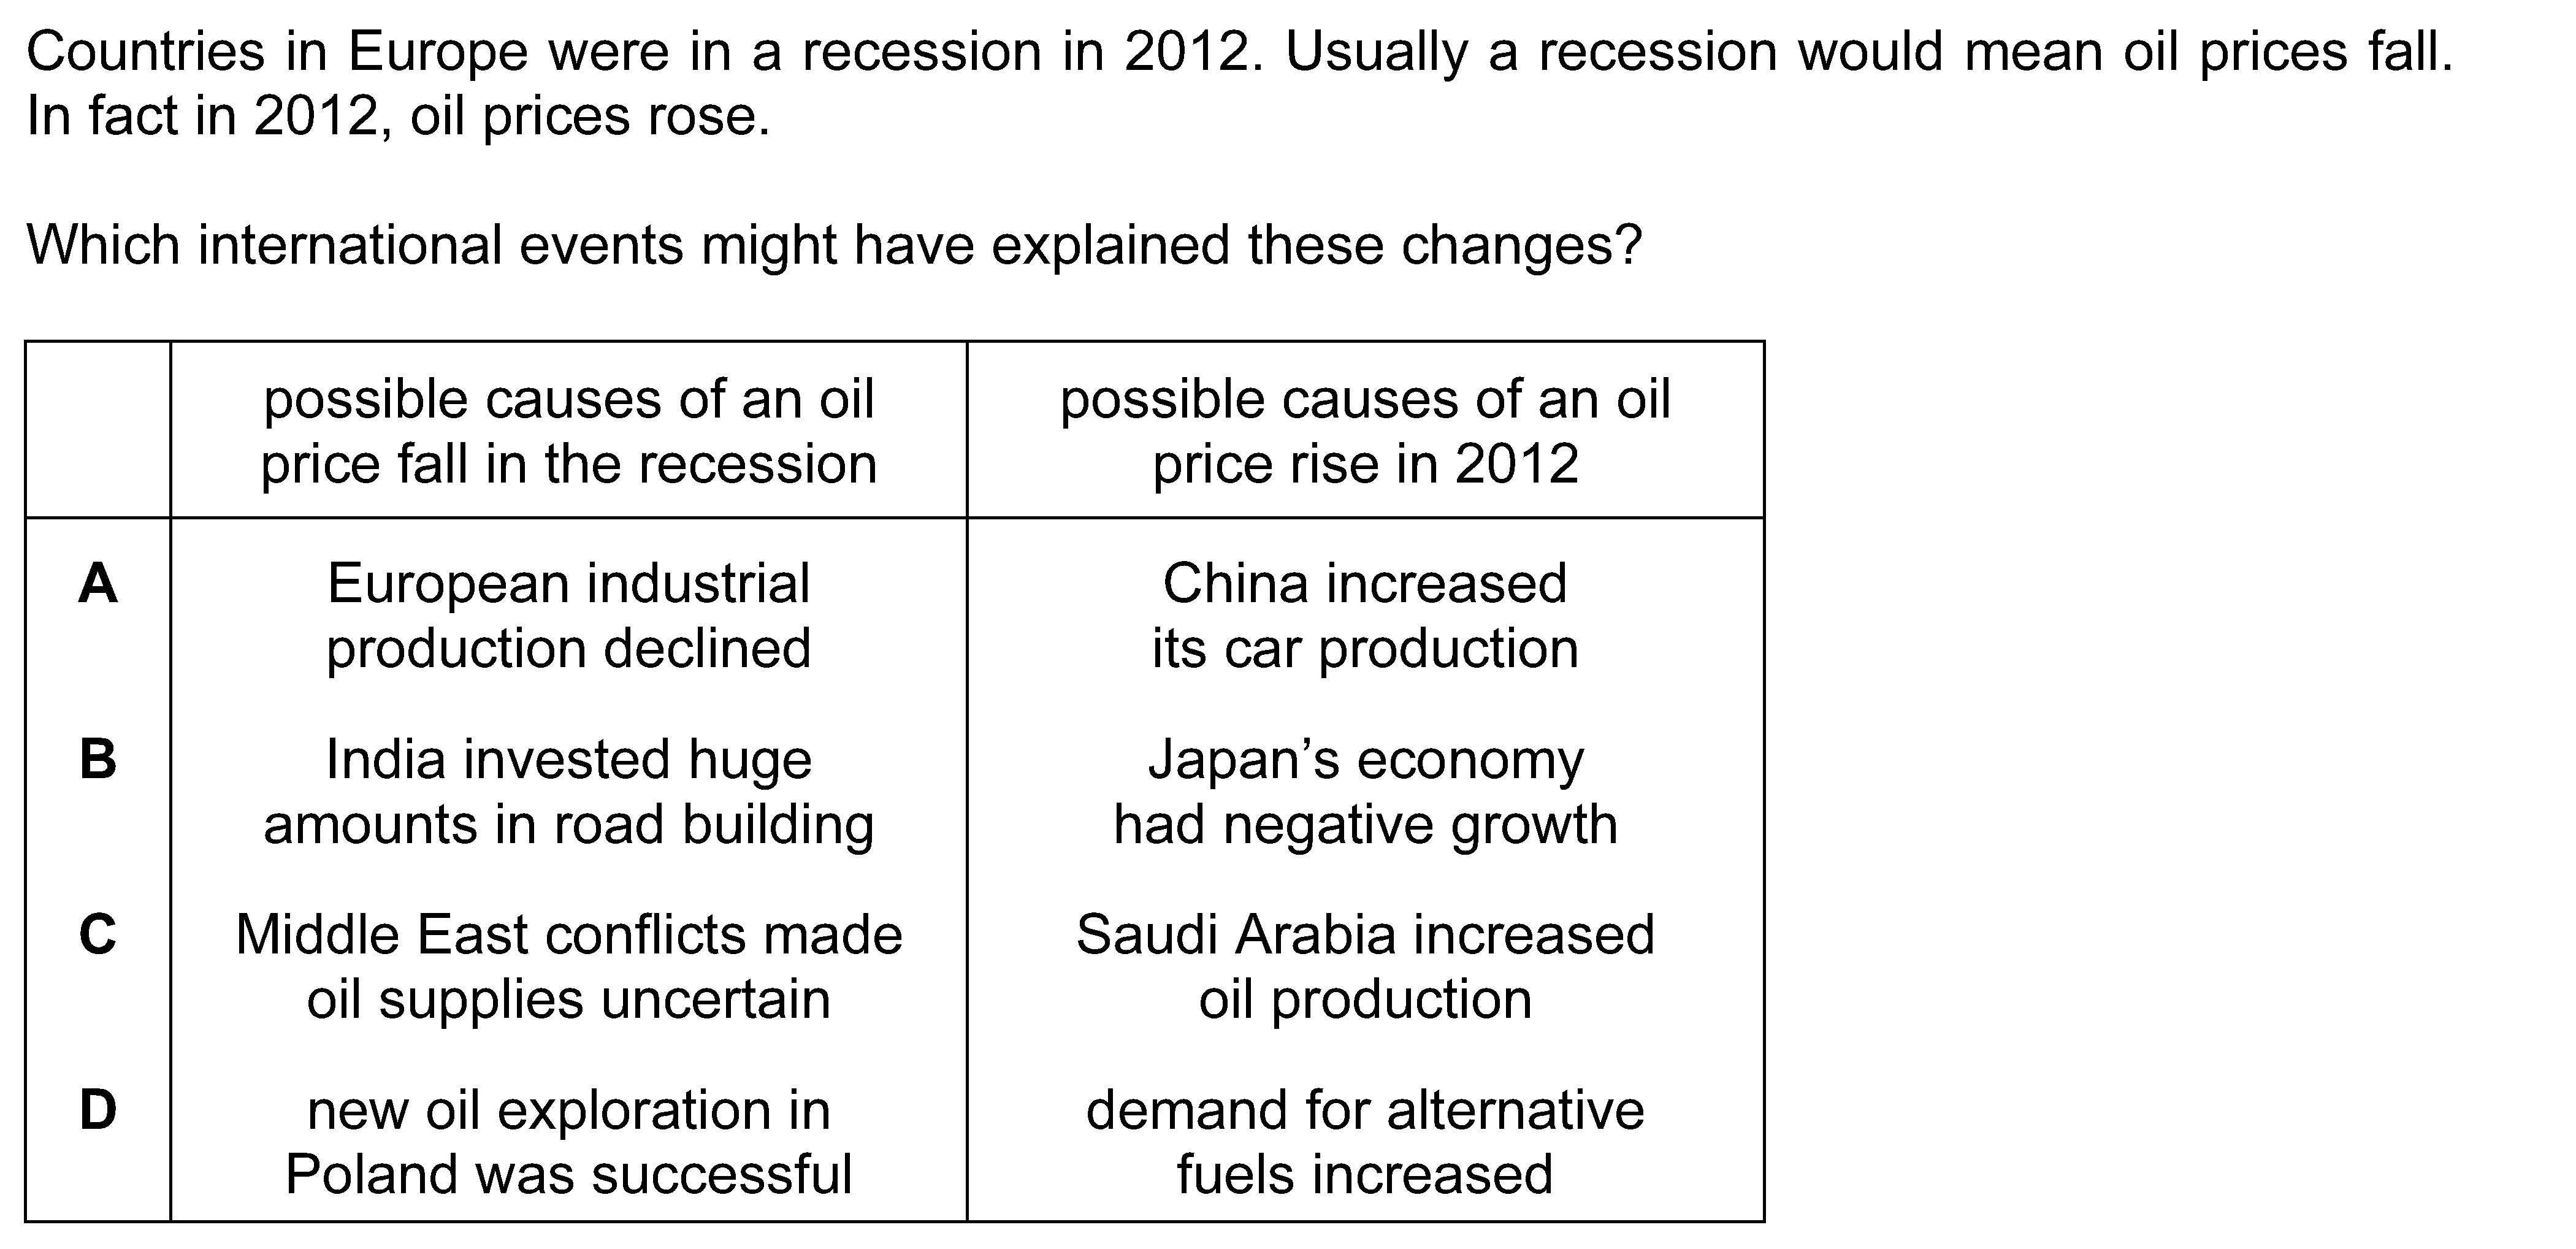 Countries in Europe were in a recession in 2012. Usually a recession would mean oil prices fall.
In fact in 2012, oil prices rose.
Which international events might have explained these changes?
possible causes of an oil price fall in the recession
possible causes of an oil price rise in 2012
A
European industrial production declined
China increased its car production
B
India invested huge amounts in road building
Japan’s economy had negative growth
C
Middle East conflicts made oil supplies uncertain
Saudi Arabia increased oil production
D
new oil exploration in Poland was successful
demand for alternative fuels increased